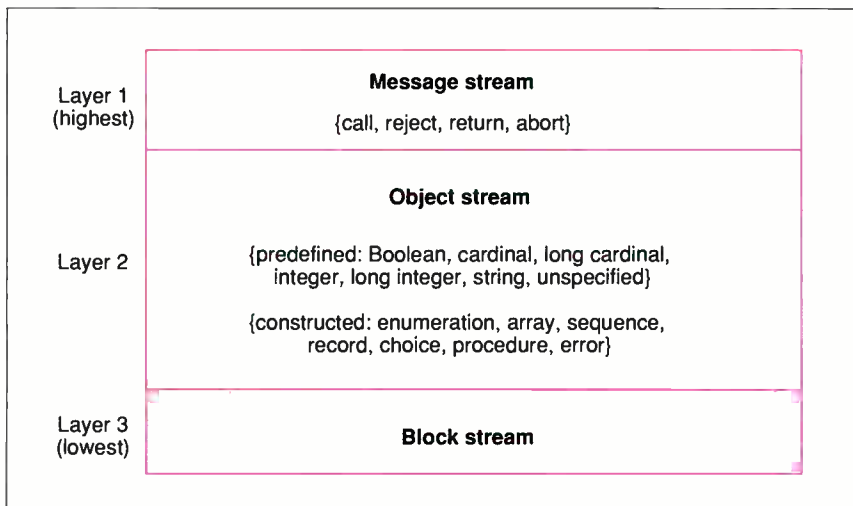 Layer 1
(highest)
Message stream
{call, reject, return, abort}
Layer 2
Object stream
{predefined: Boolean, cardinal, long cardinal,
integer, long integer, string, unspecified}
{constructed: enumeration, array, sequence,
record, choice, procedure, error}
Layer 3
(lowest)
Block stream